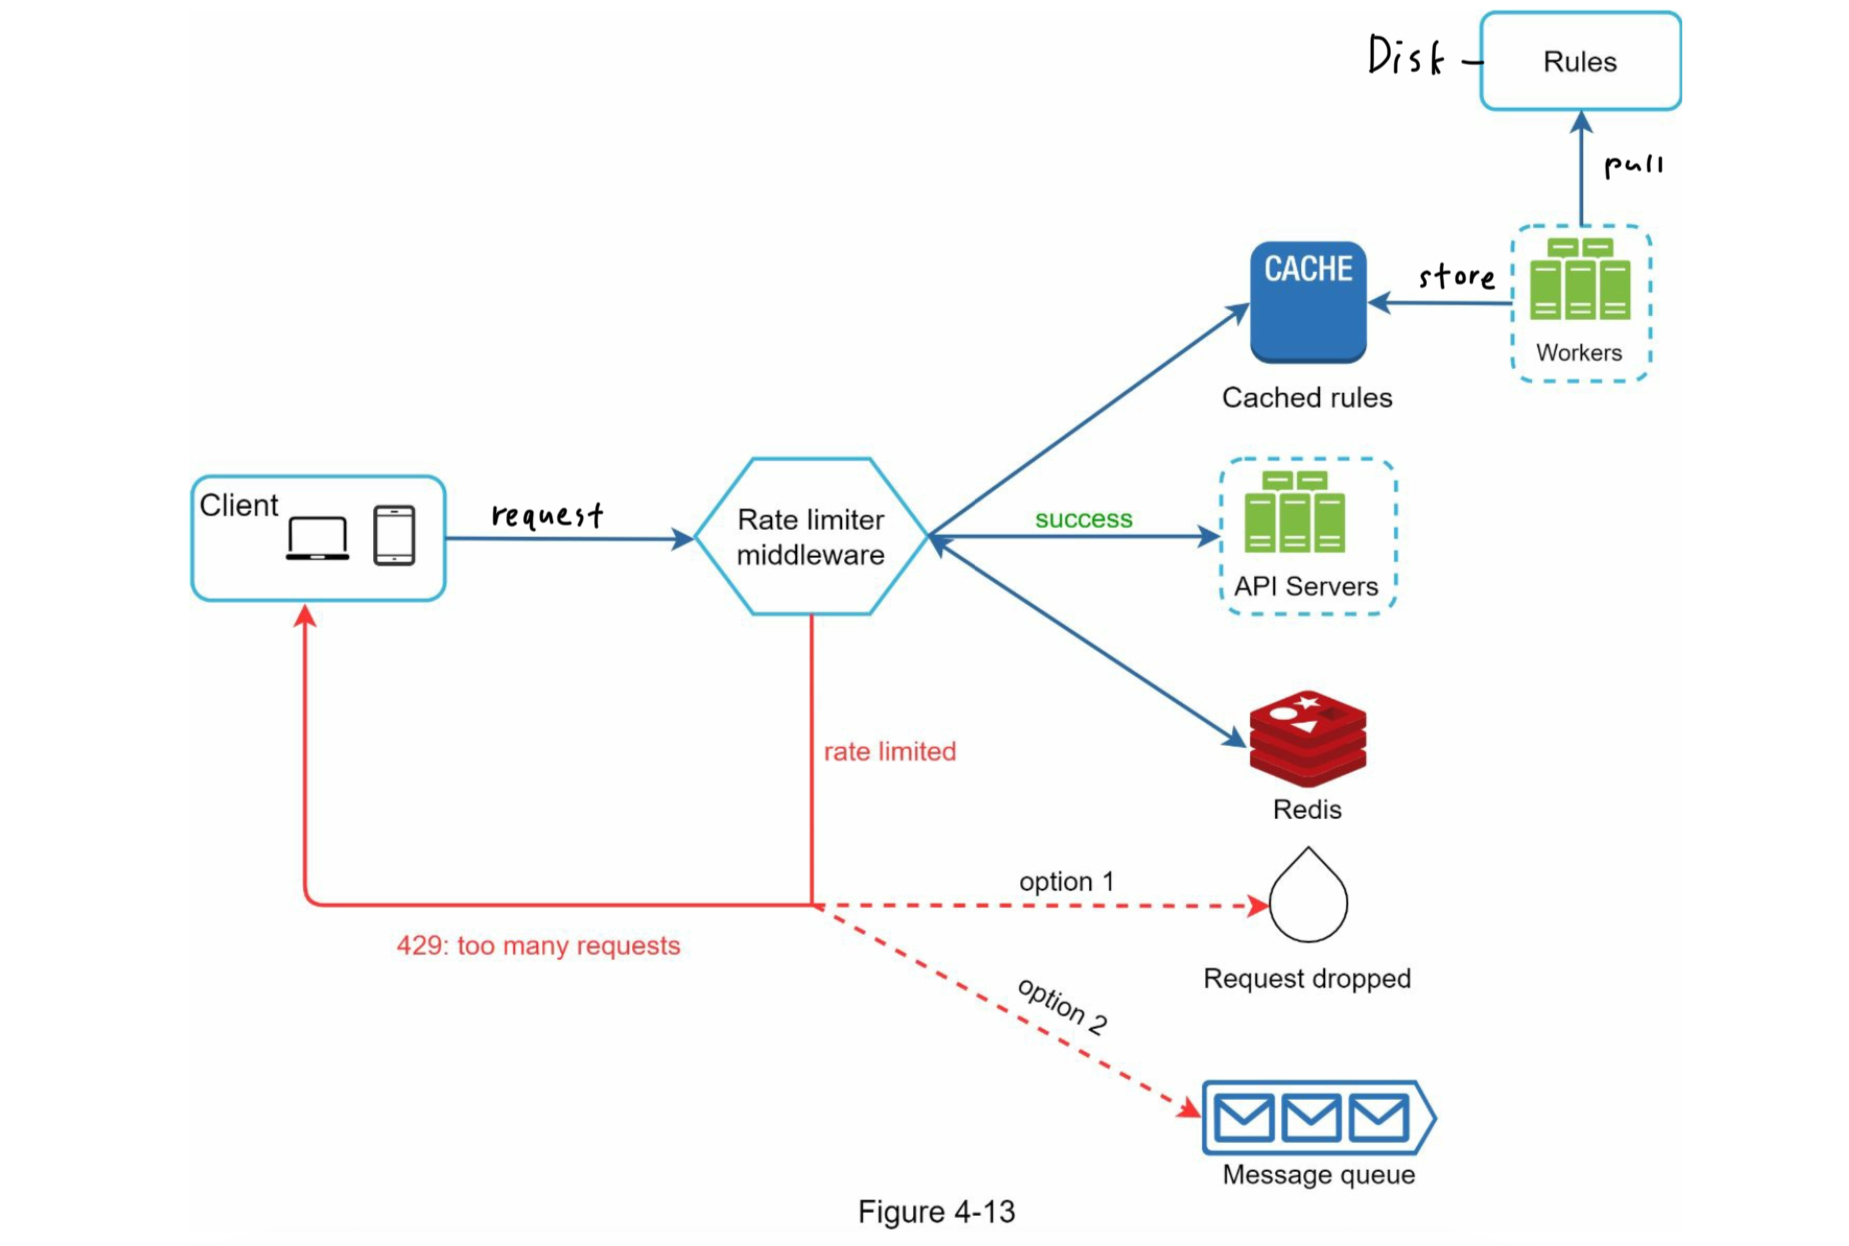 Disk -
Rules
pull
CACHE
store
Workers
Cached rules
Client
request
Rate limiter
middleware
success
API Servers
rate limited
Redis
option 1
429: too many requests
Request dropped
option 2
Message queue
Figure 4-13